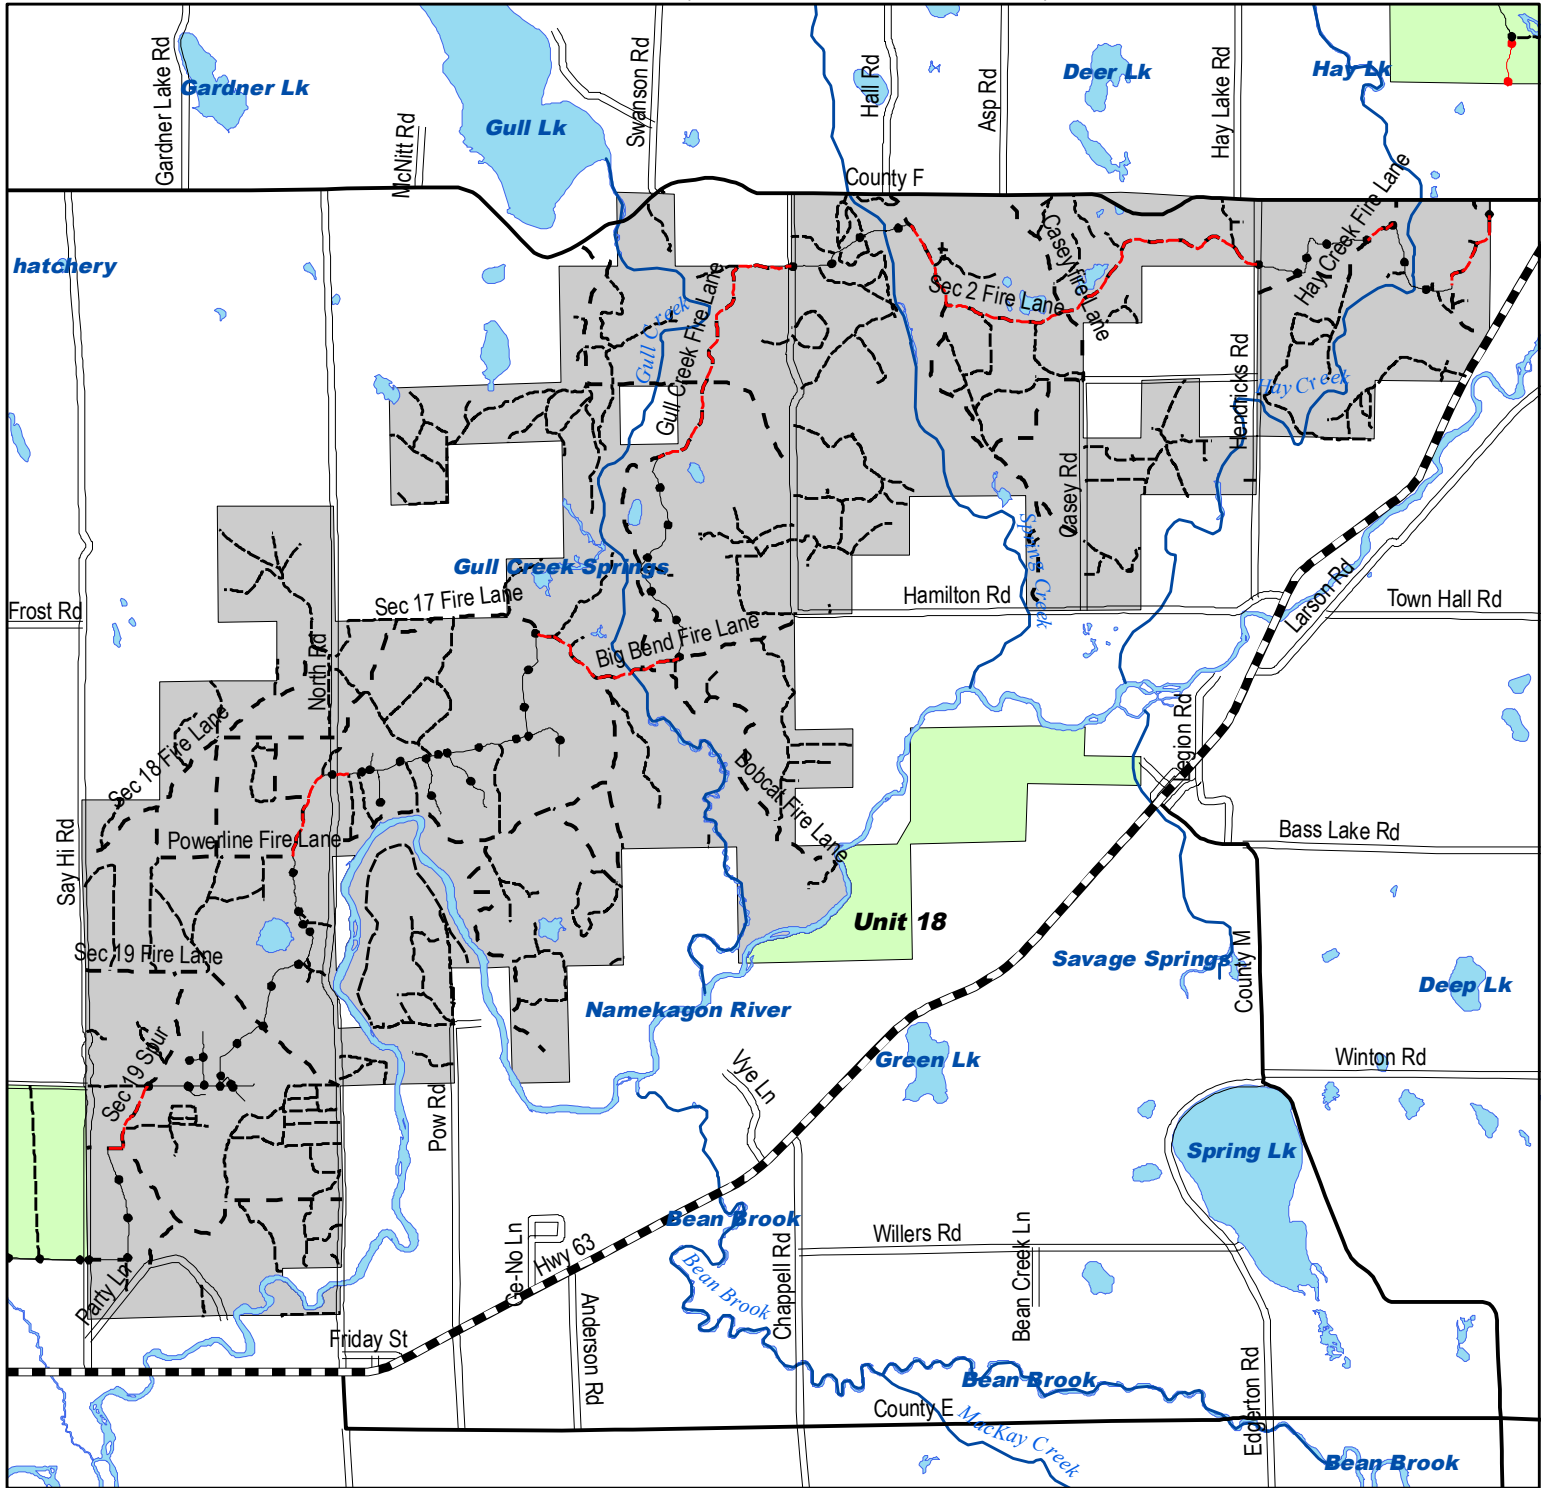 Gardner Lake Rd
Gardner Lk
McNitt Rd
Gull Lk
Swanson Rd
Hall Rd
Asp Rd
Deer Lk
Hay Lake Rd
Hay Lk
County F
hatchery
Gull Creek
Gull Creek Fire Lane
Casey fire Lane
Sec 2 Fire Lane
Hay Creek Fire Lane
Hendricks Rd
Hay Creek
Casey Rd
Spring Creek
Gull Creek Springs
Sec 17 Fire Lane
Frost Rd
North Rd
Big Bend Fire Lane
Hamilton Rd
Larson Rd
Town Hall Rd
Sec 18 Fire Lane
Bobcat Fire Lane
Legion Rd
Powerline Fire Lane
Say Hi Rd
Bass Lake Rd
Unit 18
Sec 19 Fire Lane
Savage Springs
County M
Deep Lk
Namekagon River
Sec 19 Spur
Vye Ln
Green Lk
Winton Rd
Pow Rd
Spring Lk
Bean Brook
Willers Rd
Ge-No Ln
Hwy 63
Chappell Rd
Bean Creek Ln
Party Ln
Bean Brook
Anderson Rd
Friday St
Bean Brook
Edgerton Rd
County E
MacKay Creek
Bean Brook